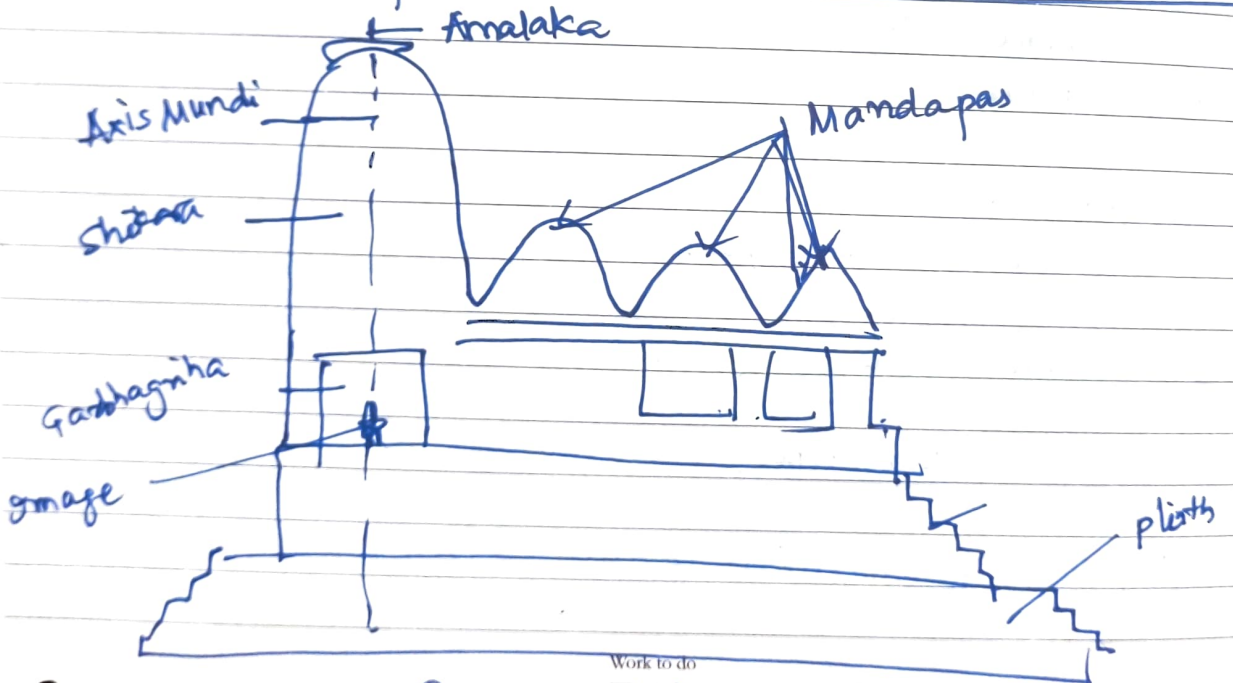 Amalaka
Axis Mundi
Mandapas
Garbhagriha
Image
plinth
Work to do